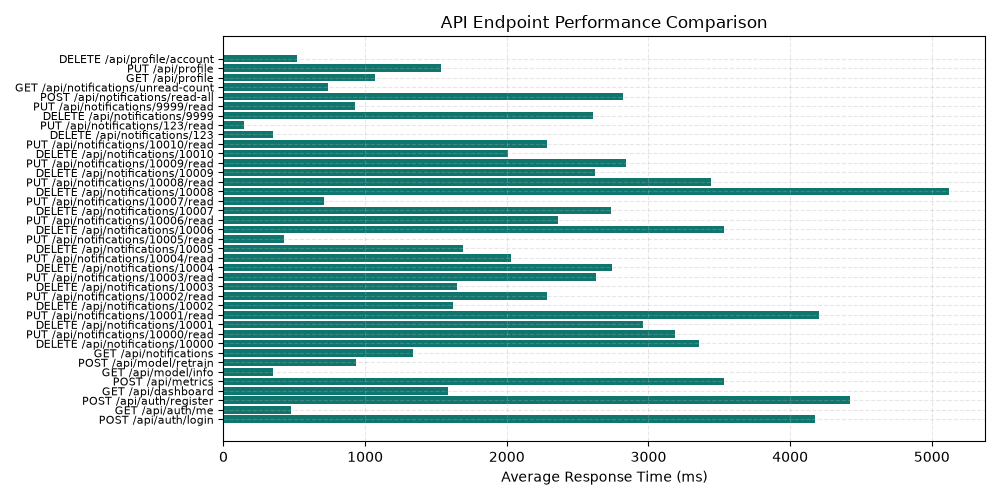 API Endpoint Performance Comparison
DELETE /api/profile/account
PUT /api/profile
GET /api/profile
GET /api/notifications/unread-count
POST /api/notifications/read-all
PUT /api/notifications/9999/read
DELETE /api/notifications/9999
PUT /api/notifications/123/read
DELETE /api/notifications/123
PUT /api/notifications/10010/read
DELETE /api/notifications/10010
PUT /api/notifications/10009/read
DELETE /api/notifications/10009
PUT /api/notifications/10008/read
DELETE /api/notifications/10008
PUT /api/notifications/10007/read
DELETE /api/notifications/10007
PUT /api/notifications/10006/read
DELETE /api/notifications/10006
PUT /api/notifications/10005/read
DELETE /api/notifications/10005
PUT /api/notifications/10004/read
DELETE /api/notifications/10004
PUT /api/notifications/10003/read
DELETE /api/notifications/10003
PUT /api/notifications/10002/read
DELETE /api/notifications/10002
PUT /api/notifications/10001/read
DELETE /api/notifications/10001
PUT /api/notifications/10000/read
DELETE /api/notifications/10000
GET /api/notifications
POST /api/model/retrain
GET /api/model/info
POST /api/metrics
GET /api/dashboard
POST /api/auth/register
GET /api/auth/me
POST /api/auth/login
0 1000 2000 3000 4000 5000
Average Response Time (ms)